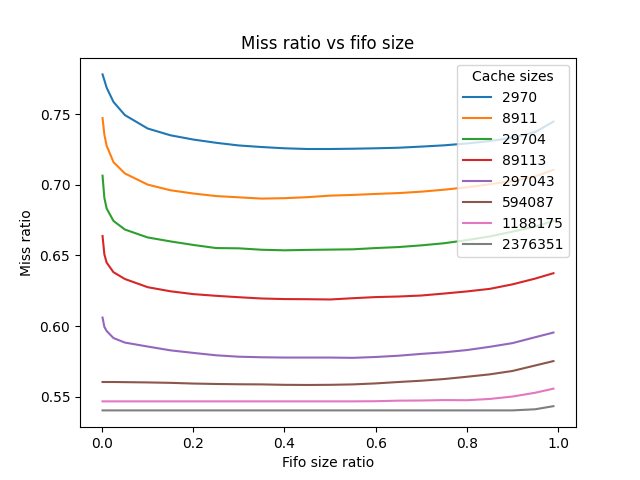 Miss ratio vs fifo size
Cache sizes
2970
8911
29704
89113
297043
594087
1188175
2376351
Miss ratio
0.75
0.70
0.65
0.60
0.55
0.0 0.2 0.4 0.6 0.8 1.0
Fifo size ratio